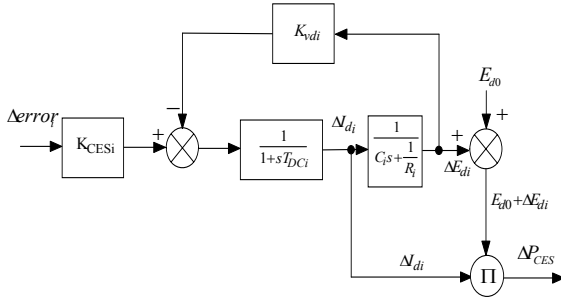 K_vdi
E_d0
−
+
Δerror_i
K_CESi
+
1
1+sT_DCi
ΔI_di
1
C_i s+ 1
R_i
+
ΔE_di
E_d0+ΔE_di
ΔI_di
Π
ΔP_CES